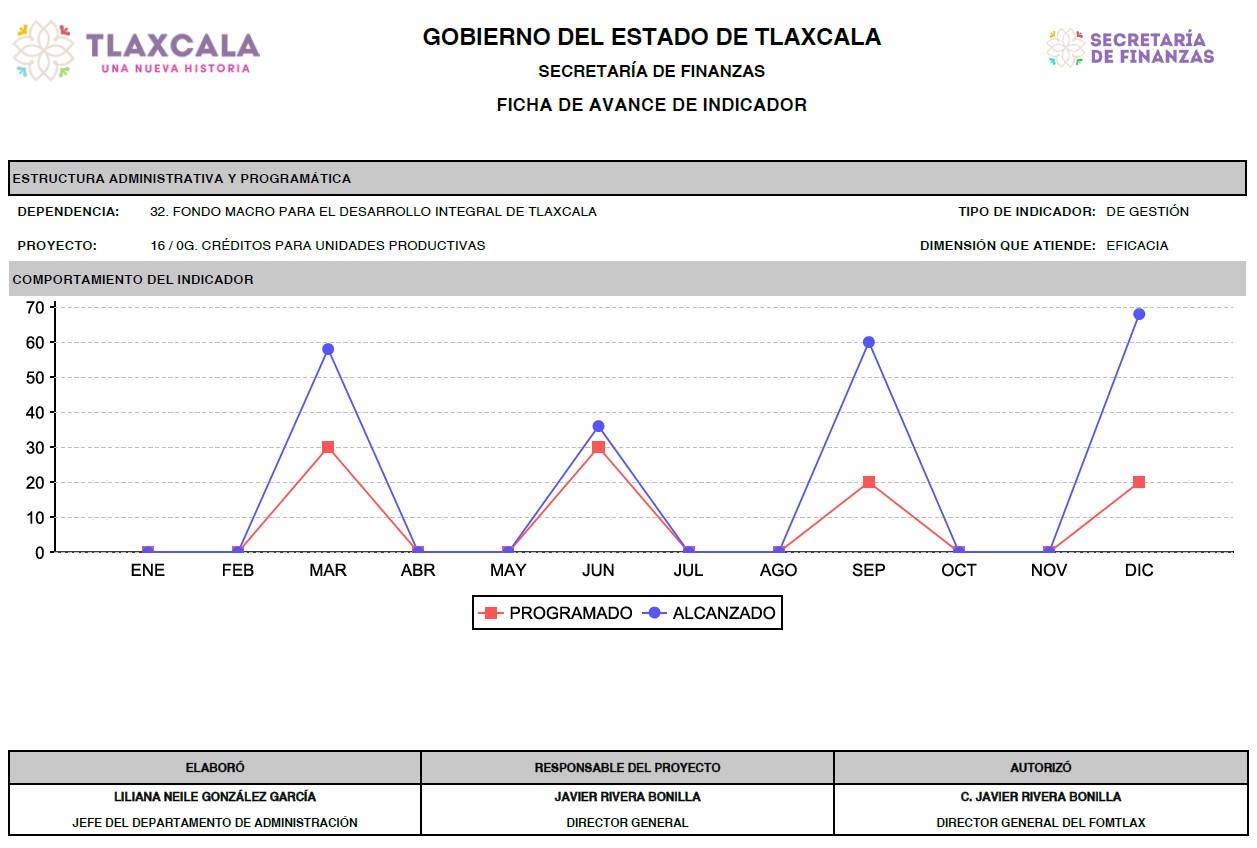 TLAXCALA
UNA NUEVA HISTORIA
GOBIERNO DEL ESTADO DE TLAXCALA
SECRETARÍA DE FINANZAS
FICHA DE AVANCE DE INDICADOR
SECRETARÍA
DE FINANZAS
ESTRUCTURA ADMINISTRATIVA Y PROGRAMÁTICA
DEPENDENCIA: 32. FONDO MACRO PARA EL DESARROLLO INTEGRAL DE TLAXCALA TIPO DE INDICADOR: DE GESTIÓN
PROYECTO: 16 / 0G. CRÉDITOS PARA UNIDADES PRODUCTIVAS DIMENSIÓN QUE ATIENDE: EFICACIA
COMPORTAMIENTO DEL INDICADOR
70
60
50
40
30
20
10
0
ENE FEB MAR ABR MAY JUN JUL AGO SEP OCT NOV DIC
PROGRAMADO ALCANZADO
ELABORÓ RESPONSABLE DEL PROYECTO AUTORIZÓ
LILIANA NEILE GONZÁLEZ GARCÍA JAVIER RIVERA BONILLA C. JAVIER RIVERA BONILLA
JEFE DEL DEPARTAMENTO DE ADMINISTRACIÓN DIRECTOR GENERAL DIRECTOR GENERAL DEL FOMTLAX